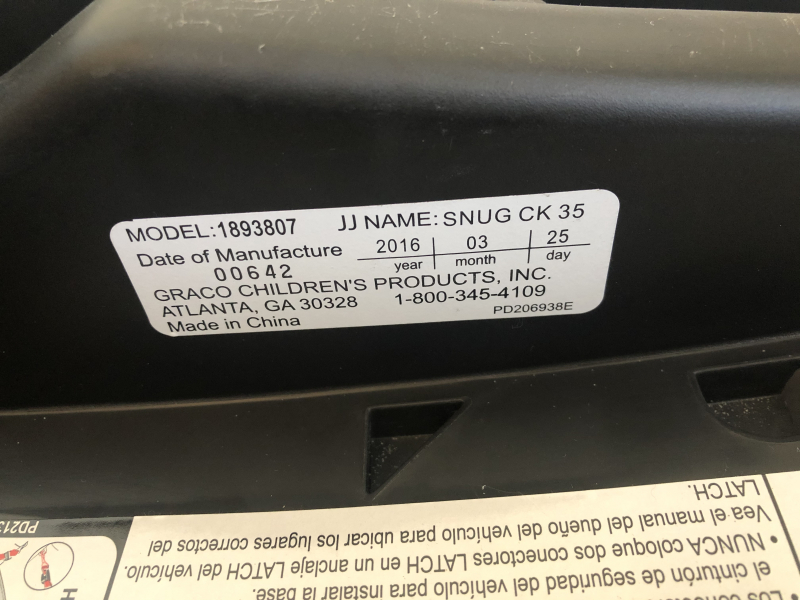 MODEL:1893807 JJ NAME: SNUG CK 35
Date of Manufacture 2016 03 25
00642 year month day
GRACO CHILDREN'S PRODUCTS, INC.
ATLANTA, GA 30328 1-800-345-4109
Made in China PD206938E
el cinturón de seguridad del vehículo para instalar la base.
• NUNCA coloque dos conectores LATCH en un anclaje LATCH del vehículo.
Vea el manual del dueño del vehículo para ubicar los lugares correctos del
LATCH.